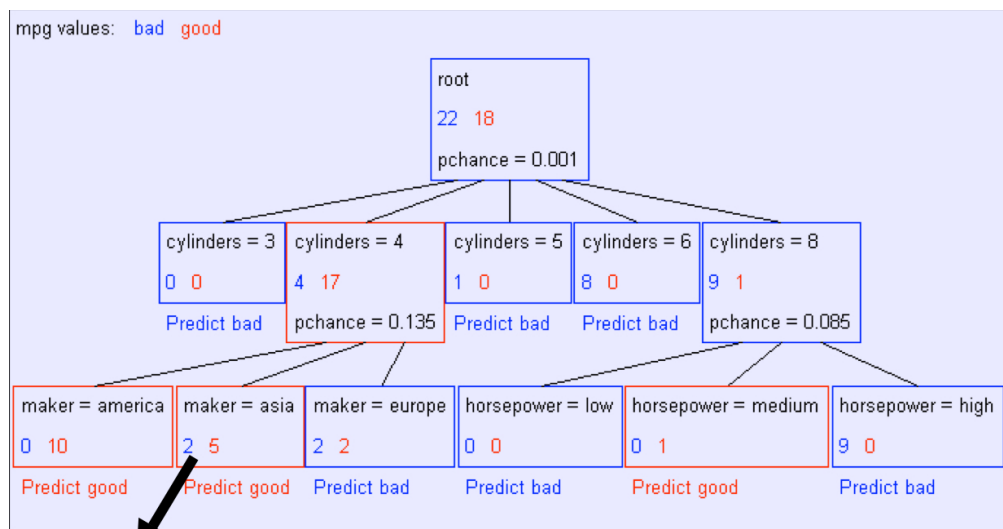 mpg values: bad good
root
22 18
pchance = 0.001
cylinders = 3
0 0
Predict bad
cylinders = 4
4 17
pchance = 0.135
cylinders = 5
1 0
Predict bad
cylinders = 6
8 0
Predict bad
cylinders = 8
9 1
pchance = 0.085
maker = america
0 10
Predict good
maker = asia
2 5
Predict good
maker = europe
2 2
Predict bad
horsepower = low
0 0
Predict bad
horsepower = medium
0 1
Predict good
horsepower = high
9 0
Predict bad